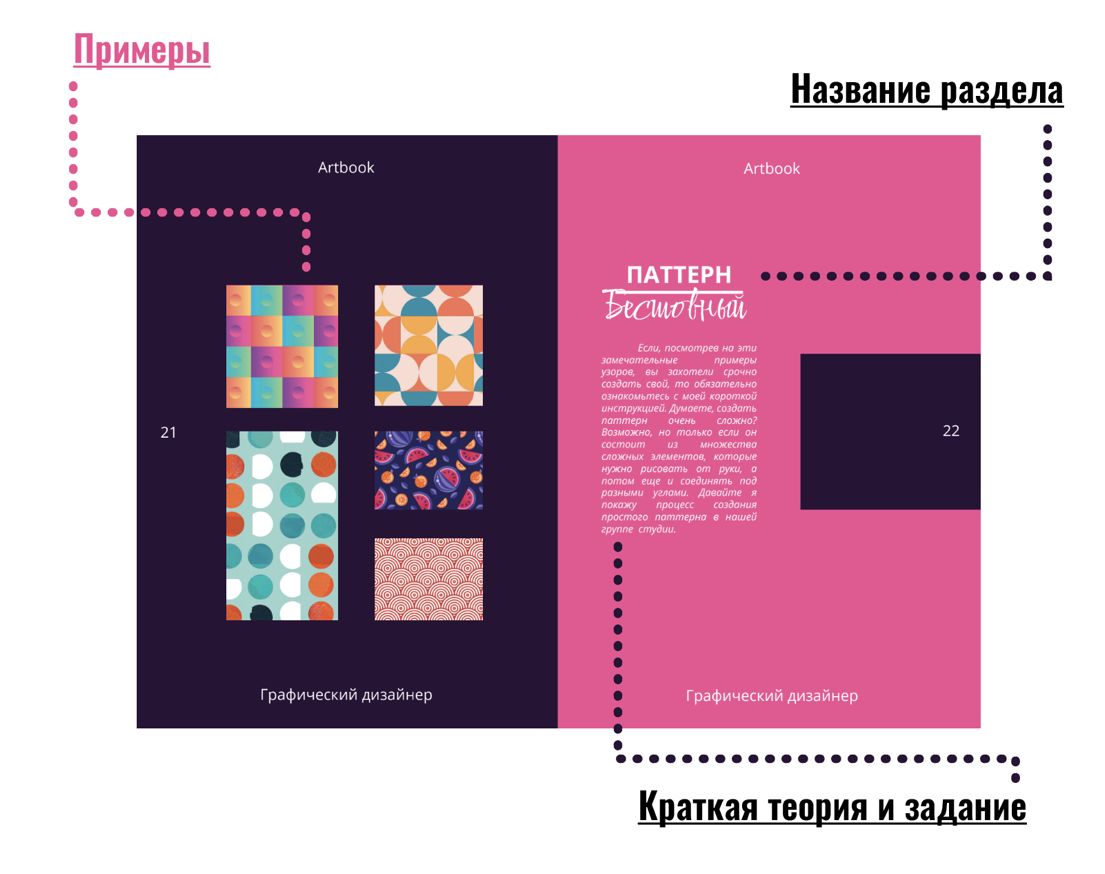 Примеры
Название раздела
Artbook
21
Графический дизайнер
Artbook
ПАТТЕРН
Бесшовный
Если, посмотрев на эти
замечательные примеры
узоров, вы захотели срочно
создать свой, то обязательно
ознакомьтесь с моей короткой
инструкцией. Думаете, создать
паттерн очень сложно?
Возможно, но только если он
состоит из множества
сложных элементов, которые
нужно рисовать от руки, а
потом еще и соединять под
разными углами. Давайте я
покажу процесс создания
простого паттерна в нашей
группе студии.
22
Графический дизайнер
Краткая теория и задание